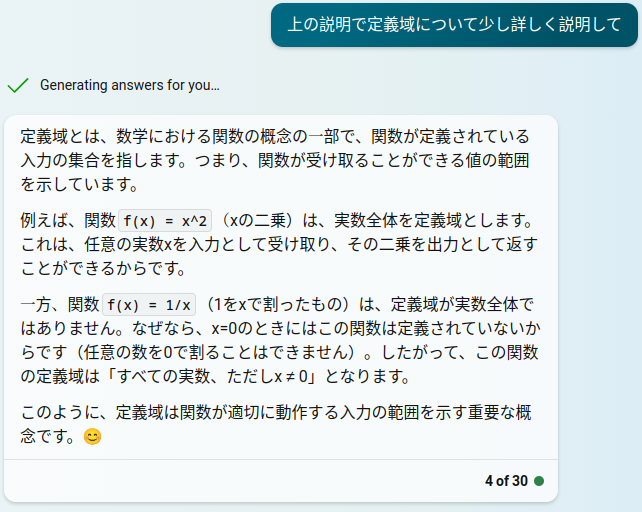 上の説明で定義域について少し詳しく説明して
Generating answers for you…
定義域とは、数学における関数の概念の一部で、関数が定義されている
入力の集合を指します。つまり、関数が受け取ることができる値の範囲
を示しています。
例えば、関数 f(x) = x^2 （xの二乗）は、実数全体を定義域とします。
これは、任意の実数xを入力として受け取り、その二乗を出力として返す
ことができるからです。
一方、関数 f(x) = 1/x （1をxで割ったもの）は、定義域が実数全体で
はありません。なぜなら、x=0のときにはこの関数は定義されていないか
らです（任意の数を0で割ることはできません）。したがって、この関数
の定義域は「すべての実数、ただしx ≠ 0」となります。
このように、定義域は関数が適切に動作する入力の範囲を示す重要な概
念です。😊
4 of 30